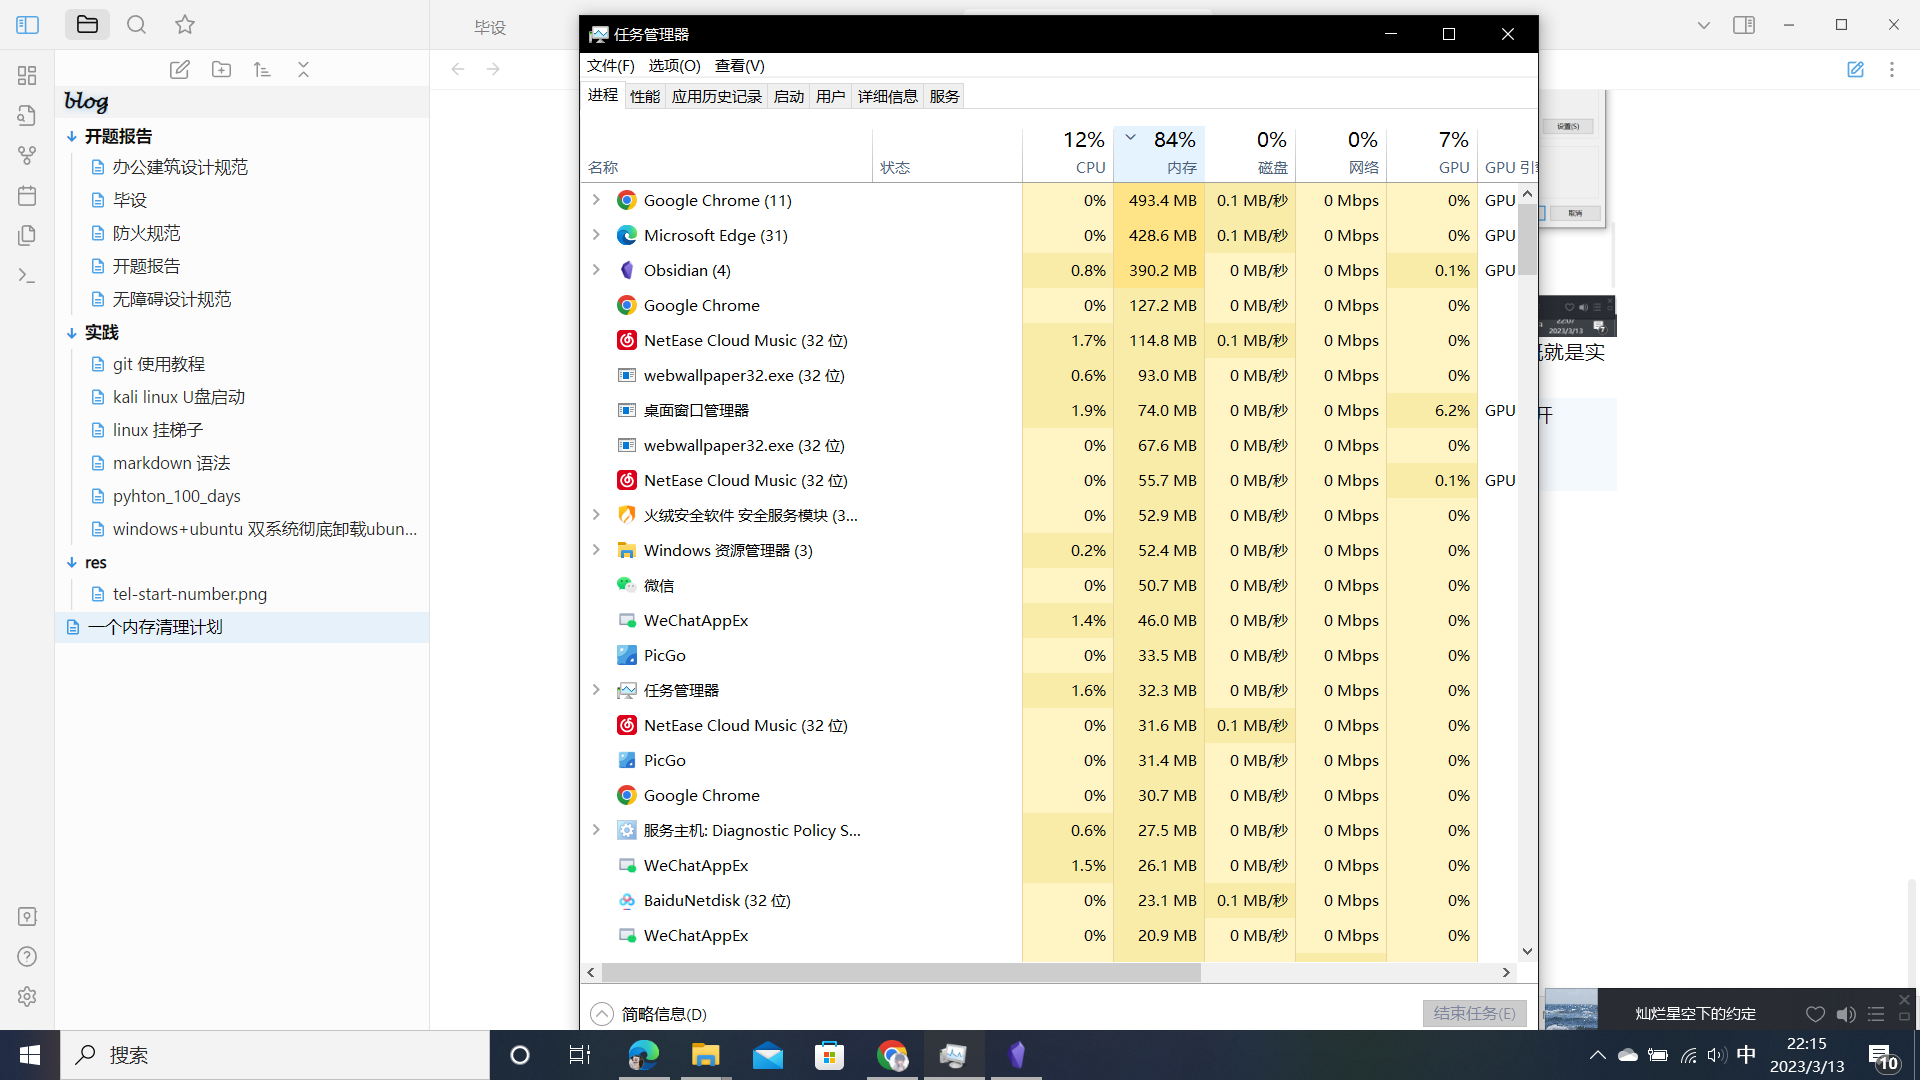 毕设
blog
开题报告
办公建筑设计规范
毕设
防火规范
开题报告
无障碍设计规范
实践
git 使用教程
kali linux U盘启动
linux 挂梯子
markdown 语法
pyhton_100_days
windows+ubuntu 双系统彻底卸载ubun...
res
tel-start-number.png
一个内存清理计划
任务管理器
文件(F) 选项(O) 查看(V)
进程 性能 应用历史记录 启动 用户 详细信息 服务
12% 84% 0% 0% 7%
名称 状态 CPU 内存 磁盘 网络 GPU GPU 引
Google Chrome (11) 0% 493.4 MB 0.1 MB/秒 0 Mbps 0% GPU
Microsoft Edge (31) 0% 428.6 MB 0.1 MB/秒 0 Mbps 0% GPU
Obsidian (4) 0.8% 390.2 MB 0 MB/秒 0 Mbps 0.1% GPU
Google Chrome 0% 127.2 MB 0 MB/秒 0 Mbps 0%
NetEase Cloud Music (32 位) 1.7% 114.8 MB 0.1 MB/秒 0 Mbps 0%
webwallpaper32.exe (32 位) 0.6% 93.0 MB 0 MB/秒 0 Mbps 0%
桌面窗口管理器 1.9% 74.0 MB 0 MB/秒 0 Mbps 6.2% GPU
webwallpaper32.exe (32 位) 0% 67.6 MB 0 MB/秒 0 Mbps 0%
NetEase Cloud Music (32 位) 0% 55.7 MB 0 MB/秒 0 Mbps 0.1% GPU
火绒安全软件 安全服务模块 (3... 0% 52.9 MB 0 MB/秒 0 Mbps 0%
Windows 资源管理器 (3) 0.2% 52.4 MB 0 MB/秒 0 Mbps 0%
微信 0% 50.7 MB 0 MB/秒 0 Mbps 0%
WeChatAppEx 1.4% 46.0 MB 0 MB/秒 0 Mbps 0%
PicGo 0% 33.5 MB 0 MB/秒 0 Mbps 0%
任务管理器 1.6% 32.3 MB 0 MB/秒 0 Mbps 0%
NetEase Cloud Music (32 位) 0% 31.6 MB 0.1 MB/秒 0 Mbps 0%
PicGo 0% 31.4 MB 0 MB/秒 0 Mbps 0%
Google Chrome 0% 30.7 MB 0 MB/秒 0 Mbps 0%
服务主机: Diagnostic Policy S... 0.6% 27.5 MB 0 MB/秒 0 Mbps 0%
WeChatAppEx 1.5% 26.1 MB 0 MB/秒 0 Mbps 0%
BaiduNetdisk (32 位) 0% 23.1 MB 0.1 MB/秒 0 Mbps 0%
WeChatAppEx 0% 20.9 MB 0 MB/秒 0 Mbps 0%
简略信息(D) 结束任务(E)
设置(S)
取消
2023/3/13
就是实
开
灿烂星空下的约定
搜索
中
22:15
2023/3/13
10